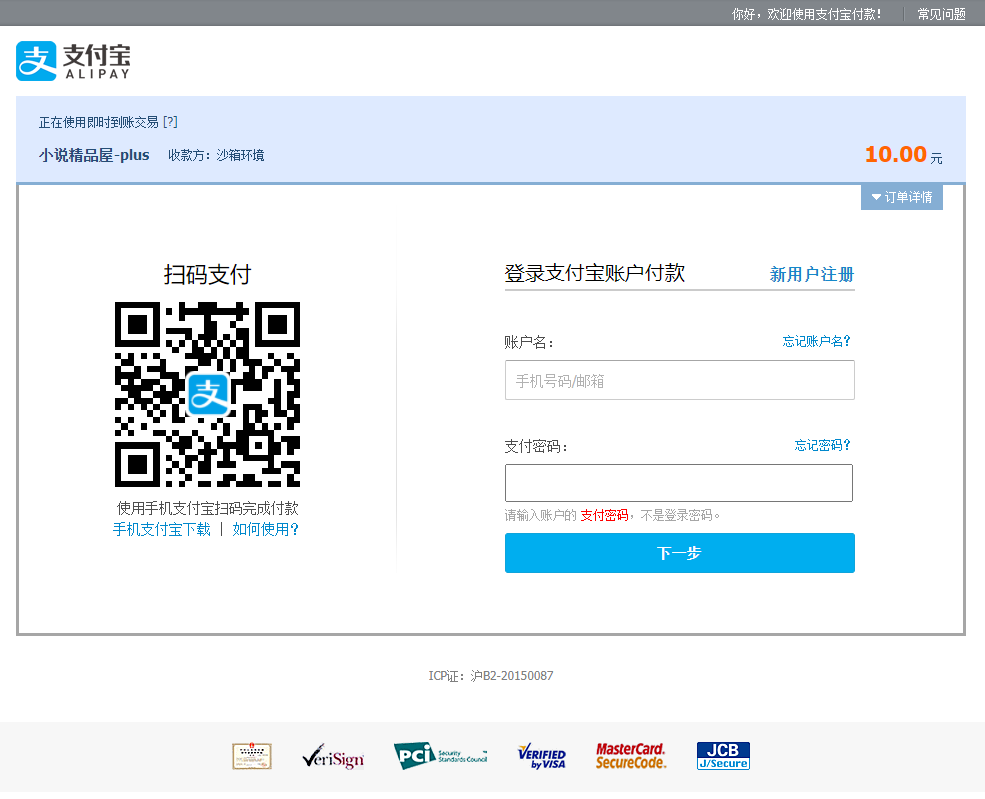 你好，欢迎使用支付宝付款！ 常见问题
支 支付宝
ALIPAY
正在使用即时到账交易 [?]
小说精品屋-plus 收款方：沙箱环境
10.00 元
订单详情
扫码支付
支
使用手机支付宝扫码完成付款
手机支付宝下载 | 如何使用?
登录支付宝账户付款 新用户注册
账户名： 忘记账户名?
手机号码/邮箱
支付密码： 忘记密码?
请输入账户的 支付密码，不是登录密码。
下一步
ICP证：沪B2-20150087
VeriSign
PCI Security Standards Council
VERIFIED by VISA
MasterCard. SecureCode.
JCB J/Secure